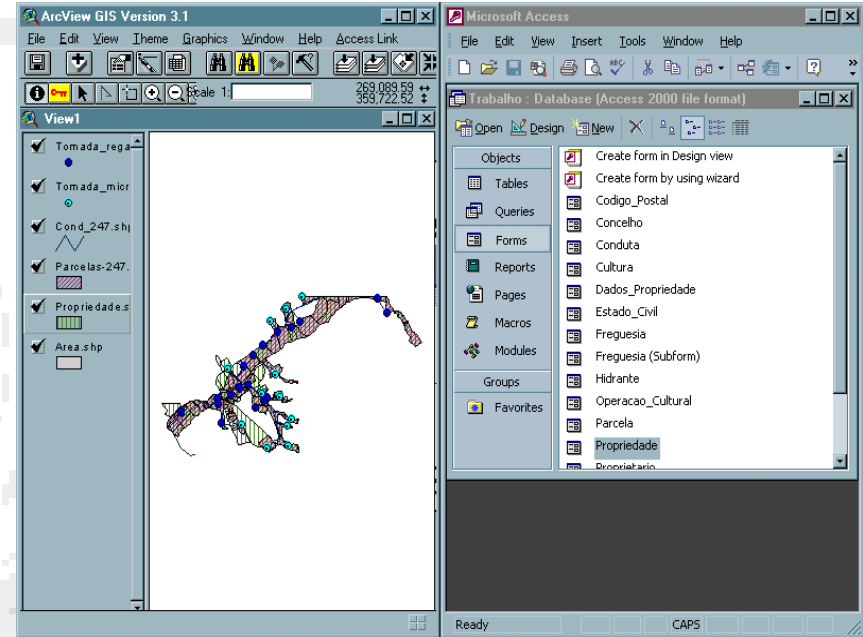 ArcView GIS Version 3.1
File Edit View Theme Graphics Window Help Access Link
Scale 1:
269,089.59
359,722.52
View1
Tomada_rega
Tomada_micr
Cond_247.shp
Parcelas-247.
Propriedade.s
Area.shp
Microsoft Access
File Edit View Insert Tools Window Help
Trabalho : Database (Access 2000 file format)
Open Design New
Objects
Tables
Queries
Forms
Reports
Pages
Macros
Modules
Groups
Favorites
Create form in Design view
Create form by using wizard
Codigo_Postal
Concelho
Conduta
Cultura
Dados_Propriedade
Estado_Civil
Freguesia
Freguesia (Subform)
Hidrante
Operacao_Cultural
Parcela
Propriedade
Proprietario
Ready CAPS